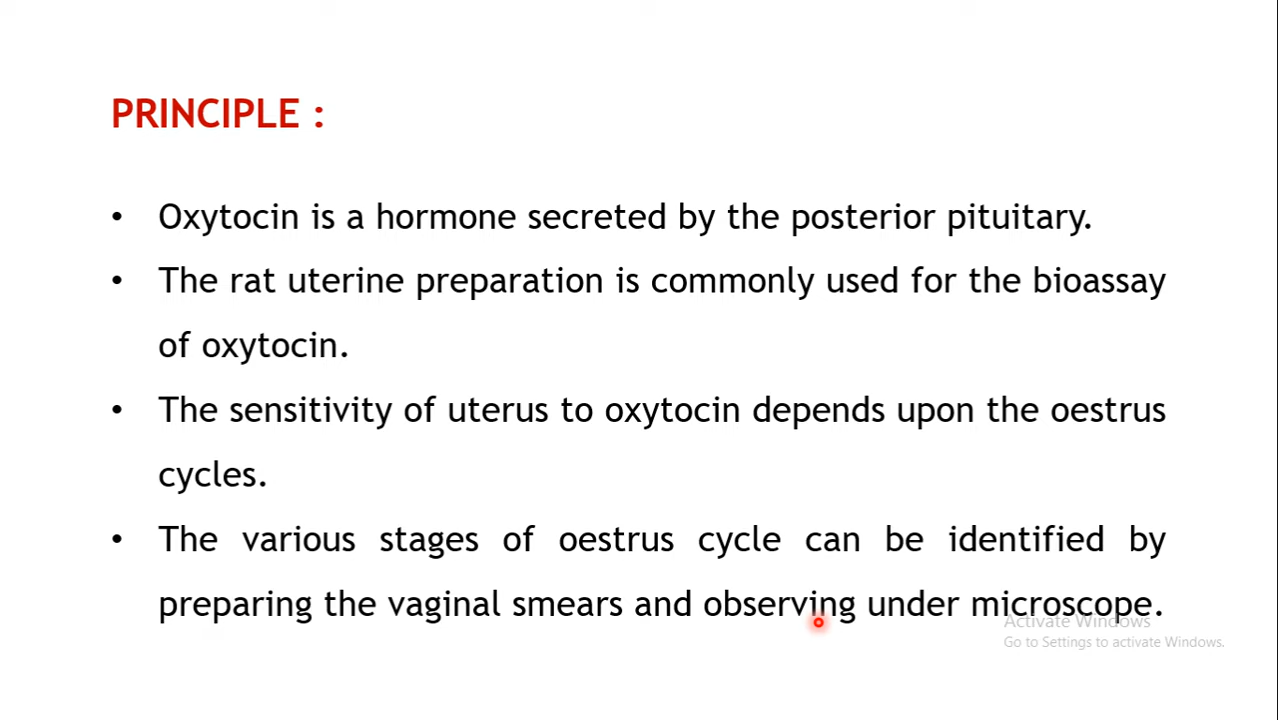 PRINCIPLE :
• Oxytocin is a hormone secreted by the posterior pituitary.
• The rat uterine preparation is commonly used for the bioassay
of oxytocin.
• The sensitivity of uterus to oxytocin depends upon the oestrus
cycles.
• The various stages of oestrus cycle can be identified by
preparing the vaginal smears and observing under microscope.
Activate Windows
Go to Settings to activate Windows.